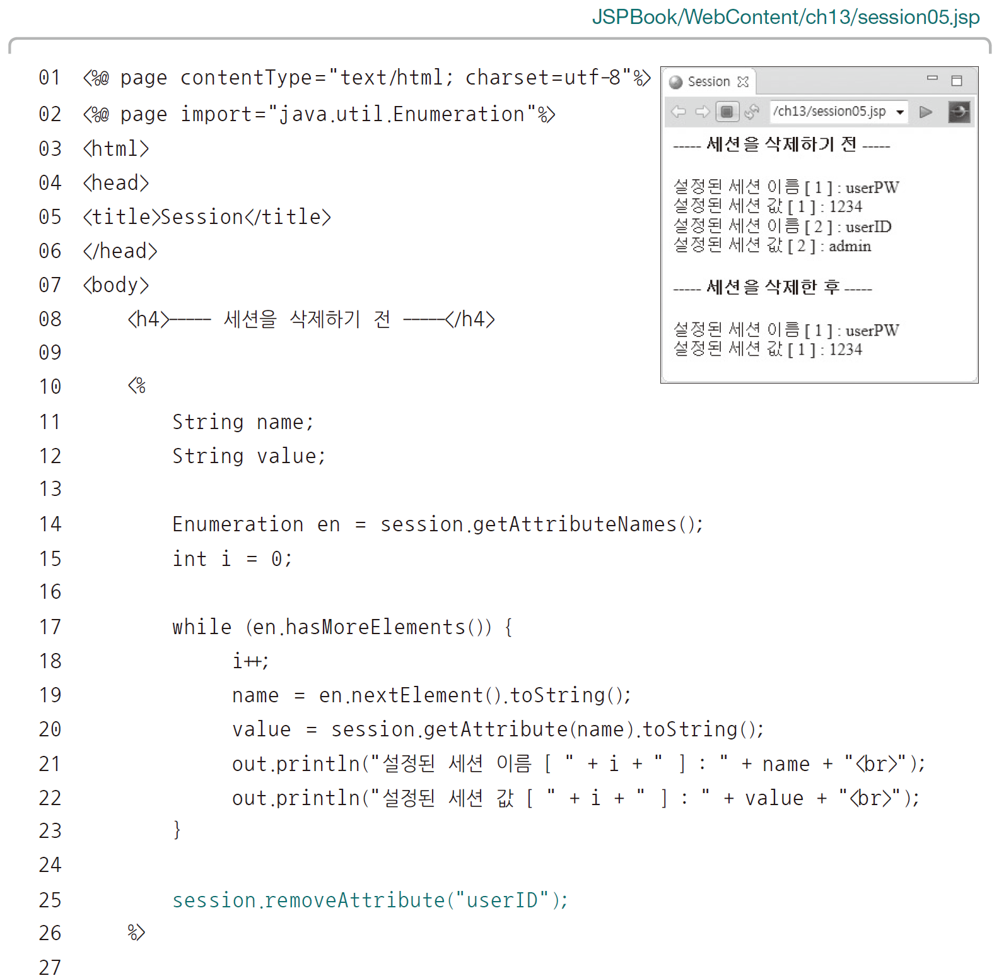 JSPBook/WebContent/ch13/session05.jsp
01 <%@ page contentType="text/html; charset=utf-8"%>
02 <%@ page import="java.util.Enumeration"%>
03 <html>
04 <head>
05 <title>Session</title>
06 </head>
07 <body>
08     <h4>----- 세션을 삭제하기 전 -----</h4>
09
10     <%
11         String name;
12         String value;
13
14         Enumeration en = session.getAttributeNames();
15         int i = 0;
16
17         while (en.hasMoreElements()) {
18             i++;
19             name = en.nextElement().toString();
20             value = session.getAttribute(name).toString();
21             out.println("설정된 세션 이름 [ " + i + " ] : " + name + "<br>");
22             out.println("설정된 세션 값 [ " + i + " ] : " + value + "<br>");
23         }
24
25         session.removeAttribute("userID");
26     %>
27
Session
/ch13/session05.jsp
----- 세션을 삭제하기 전 -----
설정된 세션 이름 [ 1 ] : userPW
설정된 세션 값 [ 1 ] : 1234
설정된 세션 이름 [ 2 ] : userID
설정된 세션 값 [ 2 ] : admin
----- 세션을 삭제한 후 -----
설정된 세션 이름 [ 1 ] : userPW
설정된 세션 값 [ 1 ] : 1234